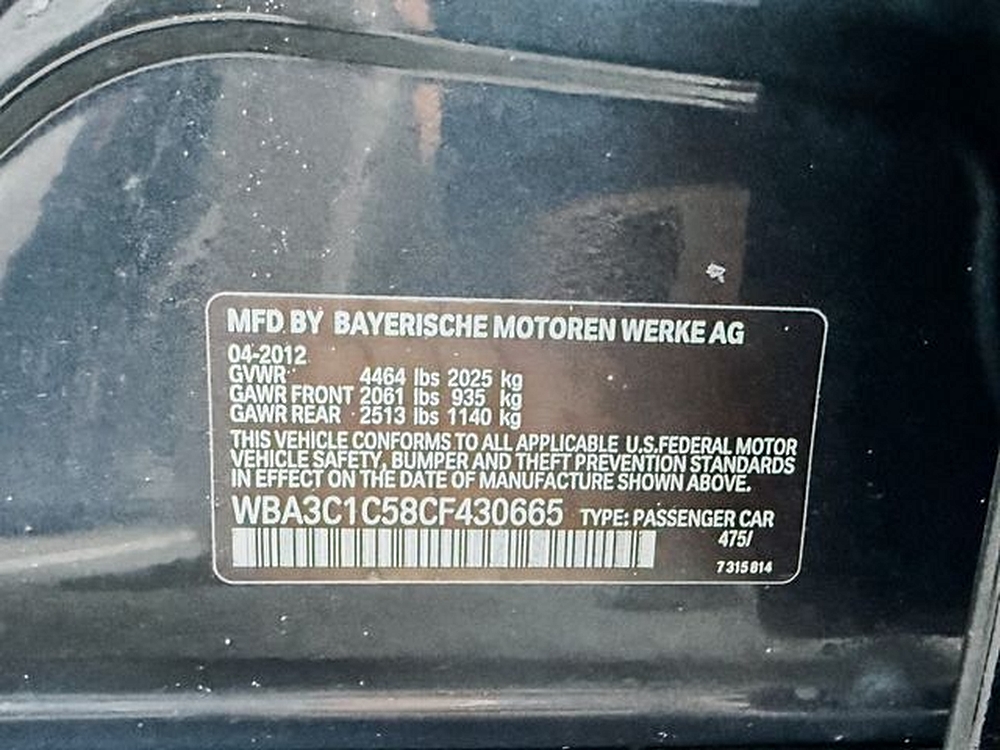 MFD. BY BAYERISCHE MOTOREN WERKE AG
04-2012
GVWR 4464 lbs 2025 kg
GAWR FRONT 2061 lbs 935 kg
GAWR REAR 2513 lbs 1140 kg
THIS VEHICLE CONFORMS TO ALL APPLICABLE U.S.FEDERAL MOTOR
VEHICLE SAFETY, BUMPER AND THEFT PREVENTION STANDARDS
IN EFFECT ON THE DATE OF MANUFACTURE SHOWN ABOVE.
WBA3C1C58CF430665 TYPE: PASSENGER CAR
475/
7 315 814